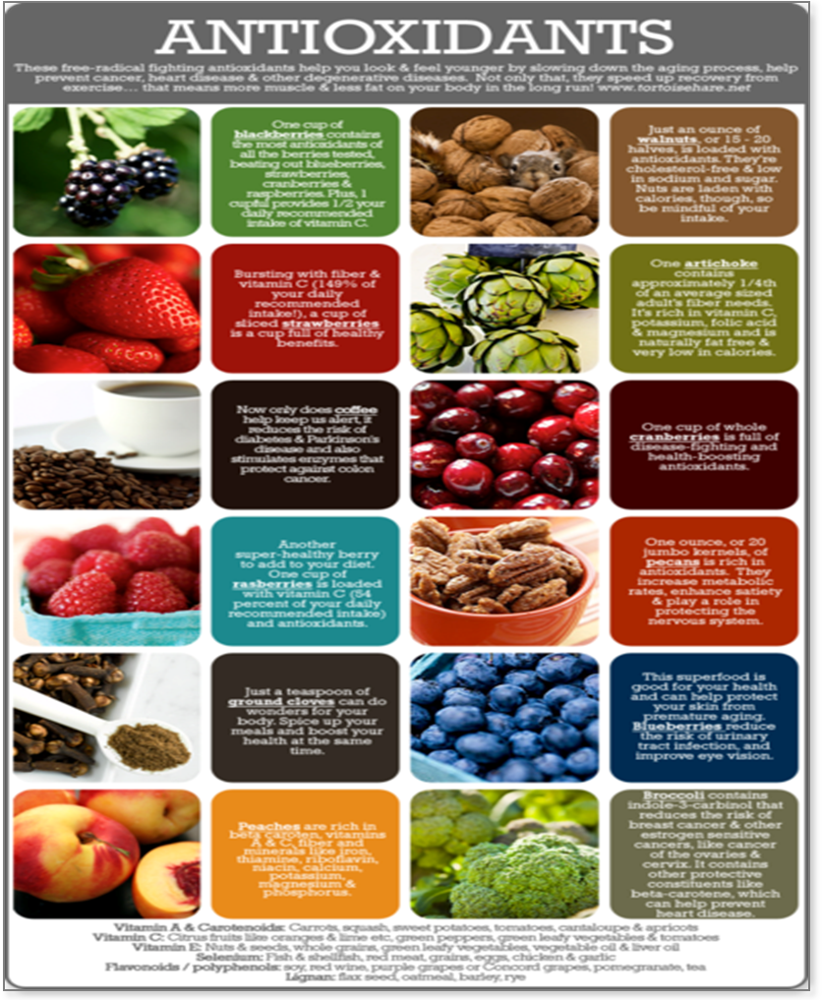 ANTIOXIDANTS
These free-radical fighting antioxidants help you look & feel younger by slowing down the aging process, help
prevent cancer, heart disease & other degenerative diseases. Not only that, they speed up recovery from
exercise... that means more muscle & less fat on your body in the long run! www.tortoisehare.net
One cup of
blackberries contains
the most antioxidants of
all the berries tested,
beating out blueberries,
strawberries,
cranberries &
raspberries. Plus, 1
cupful provides 1/2 your
daily recommended
intake of vitamin C.
Just an ounce of
walnuts, or 15 - 20
halves, is loaded with
antioxidants. They're
cholesterol-free & low
in sodium and sugar.
Nuts are laden with
calories, though, so
be mindful of your
intake.
Bursting with fiber &
vitamin C (149% of
your daily
recommended
intake!), a cup of
sliced strawberries
is a cup full of healthy
benefits.
One artichoke
contains
approximately 1/4th
of an average sized
adult's fiber needs.
It's rich in vitamin C,
potassium, folic acid
& magnesium and is
naturally fat free &
very low in calories.
Now only does coffee
help keep us alert, it
reduces the risk of
diabetes & Parkinson's
disease and also
stimulates enzymes that
protect against colon
cancer.
One cup of whole
cranberries is full of
disease-fighting and
health-boosting
antioxidants.
Another
super-healthy berry
to add to your diet.
One cup of
rasberries is loaded
with vitamin C (54
percent of your daily
recommended intake)
and antioxidants.
One ounce, or 20
jumbo kernels, of
pecans is rich in
antioxidants. They
increase metabolic
rates, enhance satiety
& play a role in
protecting the
nervous system.
Just a teaspoon of
ground cloves can do
wonders for your
body. Spice up your
meals and boost your
health at the same
time.
This superfood is
good for your health
and can help protect
your skin from
premature aging.
Blueberries reduce
the risk of urinary
tract infection, and
improve eye vision.
Peaches are rich in
beta caroten, vitamins
A & C, fiber and
minerals like iron,
thiamine, riboflavin,
niacin, calcium,
potassium,
magnesium &
phosphorus.
Broccoli contains
indole-3-carbinol that
reduces the risk of
breast cancer & other
estrogen sensitive
cancers, like cancer
of the ovaries &
cervix. It contains
other protective
constituents like
beta-carotene, which
can help prevent
heart disease.
Vitamin A & Carotenoids: Carrots, squash, sweet potatoes, tomatoes, cantaloupe & apricots
Vitamin C: Citrus fruits like oranges & lime etc, green peppers, green leafy vegetables & tomatoes
Vitamin E: Nuts & seeds, whole grains, green leafy vegetables, vegetable oil & liver oil
Selenium: Fish & shellfish, red meat, grains, eggs, chicken & garlic
Flavonoids / polyphenols: soy, red wine, purple grapes or Concord grapes, pomegranate, tea
Lignan: flax seed, oatmeal, barley, rye